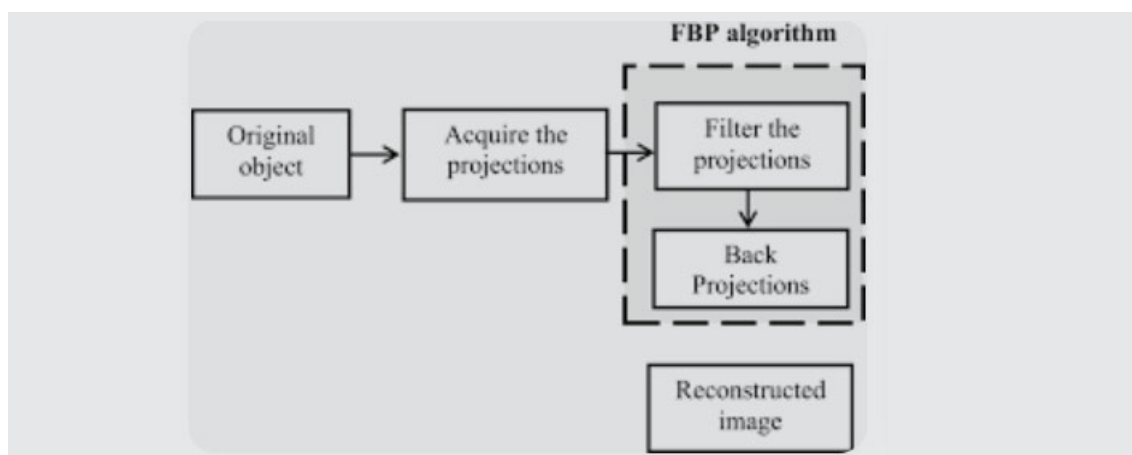 FBP algorithm
Original
object
Acquire the
projections
Filter the
projections
Back
Projections
Reconstructed
image